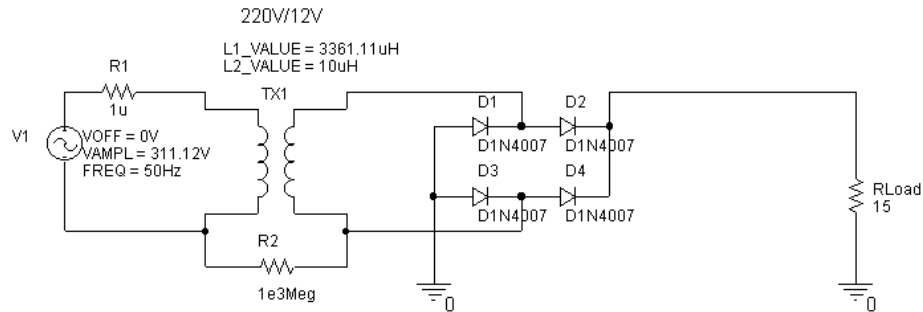 220V/12V
L1_VALUE = 3361.11uH
L2_VALUE = 10uH
R1
TX1
1u
D1
D2
V1
VOFF = 0V
VAMPL = 311.12V
FREQ = 50Hz
D1N4007
D1N4007
D3
D4
RLoad
15
D1N4007
D1N4007
R2
1e3Meg
0
0